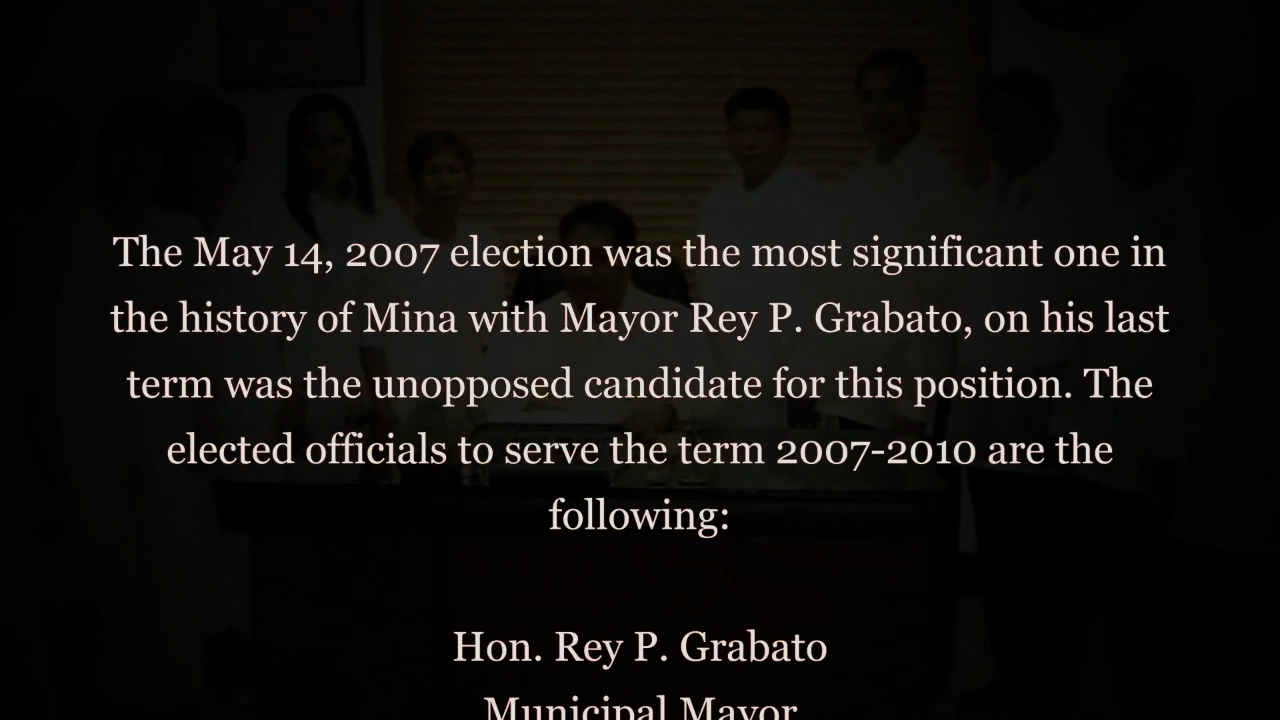 The May 14, 2007 election was the most significant one in
the history of Mina with Mayor Rey P. Grabato, on his last
term was the unopposed candidate for this position. The
elected officials to serve the term 2007-2010 are the
following:
Hon. Rey P. Grabato
Municipal Mayor